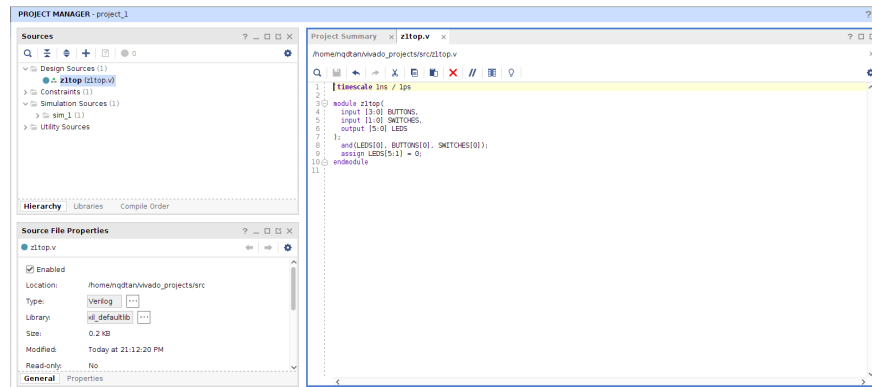 PROJECT MANAGER - project_1
?
Sources
? _ □ X
0
Design Sources (1)
z1top (z1top.v)
Constraints (1)
Simulation Sources (1)
sim_1 (1)
Utility Sources
Hierarchy Libraries Compile Order
Source File Properties
? _ □ X
z1top.v
Enabled
Location: /home/nqdtan/vivado_projects/src
Type: Verilog ...
Library: xil_defaultlib ...
Size: 0.2 KB
Modified: Today at 21:12:20 PM
Read-only: No
General Properties
Project Summary × z1top.v ×
?
/home/nqdtan/vivado_projects/src/z1top.v
1 `timescale 1ns / 1ps
2
3 module z1top(
4 input [3:0] BUTTONS,
5 input [1:0] SWITCHES,
6 output [5:0] LEDS
7 );
8 and(LEDS[0], BUTTONS[0], SWITCHES[0]);
9 assign LEDS[5:1] = 0;
10 endmodule
11